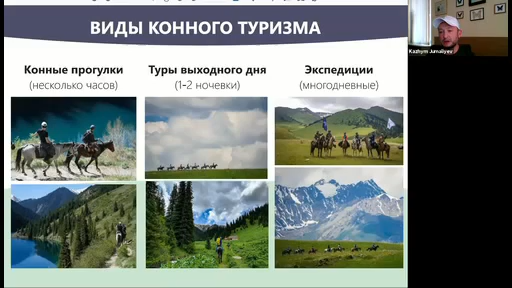 ВИДЫ КОННОГО ТУРИЗМА
Конные прогулки
(несколько часов)
Туры выходного дня
(1-2 ночевки)
Экспедиции
(многодневные)
Kazhym Jumaliyev